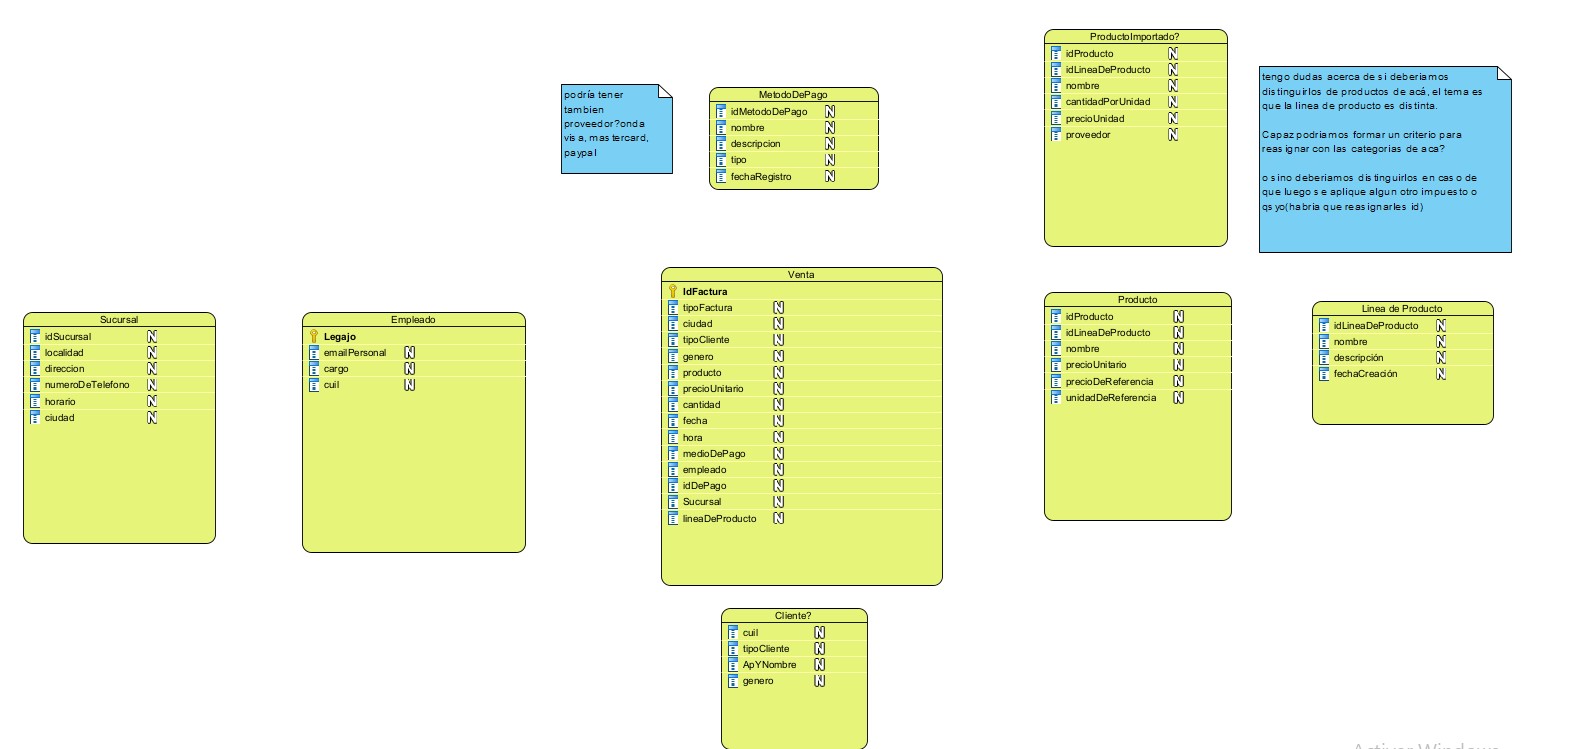 podría tener
tambien
proveedor?onda
visa, mastercard,
paypal
MetodoDePago
idMetodoDePago N
nombre N
descripcion N
tipo N
fechaRegistro N
ProductoImportado?
idProducto N
idLineaDeProducto N
nombre N
cantidadPorUnidad N
precioUnidad N
proveedor N
tengo dudas acerca de si deberiamos
distinguirlos de productos de acá, el tema es
que la linea de producto es distinta.
Capaz podriamos formar un criterio para
reasignar con las categorias de aca?
o sino deberiamos distinguirlos en caso de
que luego se aplique algun otro impuesto o
qsyo(habria que reasignarles id)
Sucursal
idSucursal N
localidad N
direccion N
numeroDeTelefono N
horario N
ciudad N
Empleado
Legajo
emailPersonal N
cargo N
cuil N
Venta
IdFactura
tipoFactura N
ciudad N
tipoCliente N
genero N
producto N
precioUnitario N
cantidad N
fecha N
hora N
medioDePago N
empleado N
idDePago N
Sucursal N
lineaDeProducto N
Producto
idProducto N
idLineaDeProducto N
nombre N
precioUnitario N
precioDeReferencia N
unidadDeReferencia N
Linea de Producto
idLineaDeProducto N
nombre N
descripción N
fechaCreación N
Cliente?
cuil N
tipoCliente N
ApYNombre N
genero N
Activar Windows